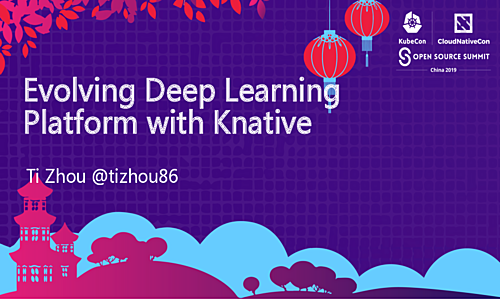 KubeCon
CloudNativeCon
OPEN SOURCE SUMMIT
China 2019
Evolving Deep Learning
Platform with Knative
Ti Zhou @tizhou86